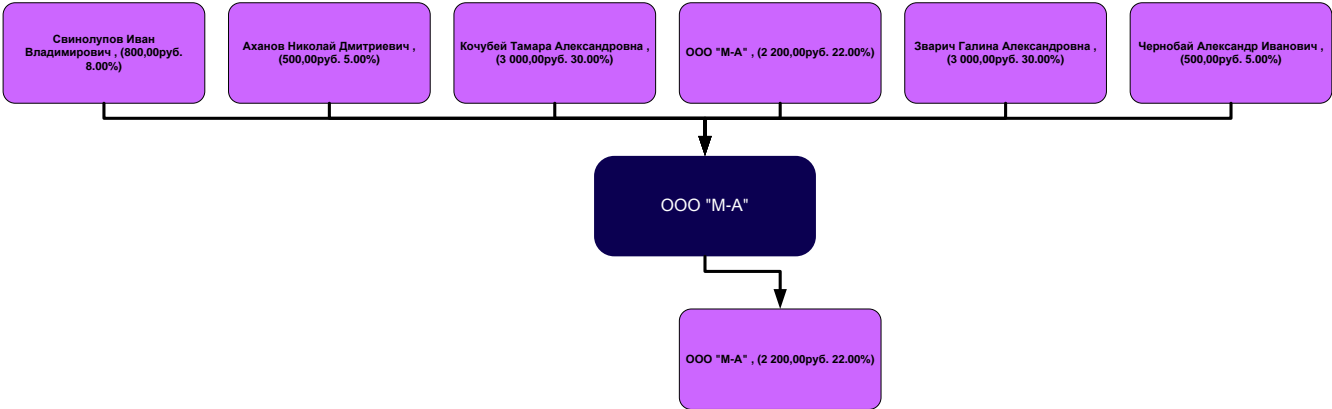 Свинолупов Иван
Владимирович , (800,00руб.
8.00%)
Аханов Николай Дмитриевич ,
(500,00руб. 5.00%)
Кочубей Тамара Александровна ,
(3 000,00руб. 30.00%)
ООО "М-А" , (2 200,00руб. 22.00%)
Зварич Галина Александровна ,
(3 000,00руб. 30.00%)
Чернобай Александр Иванович ,
(500,00руб. 5.00%)
ООО "М-А"
ООО "М-А" , (2 200,00руб. 22.00%)